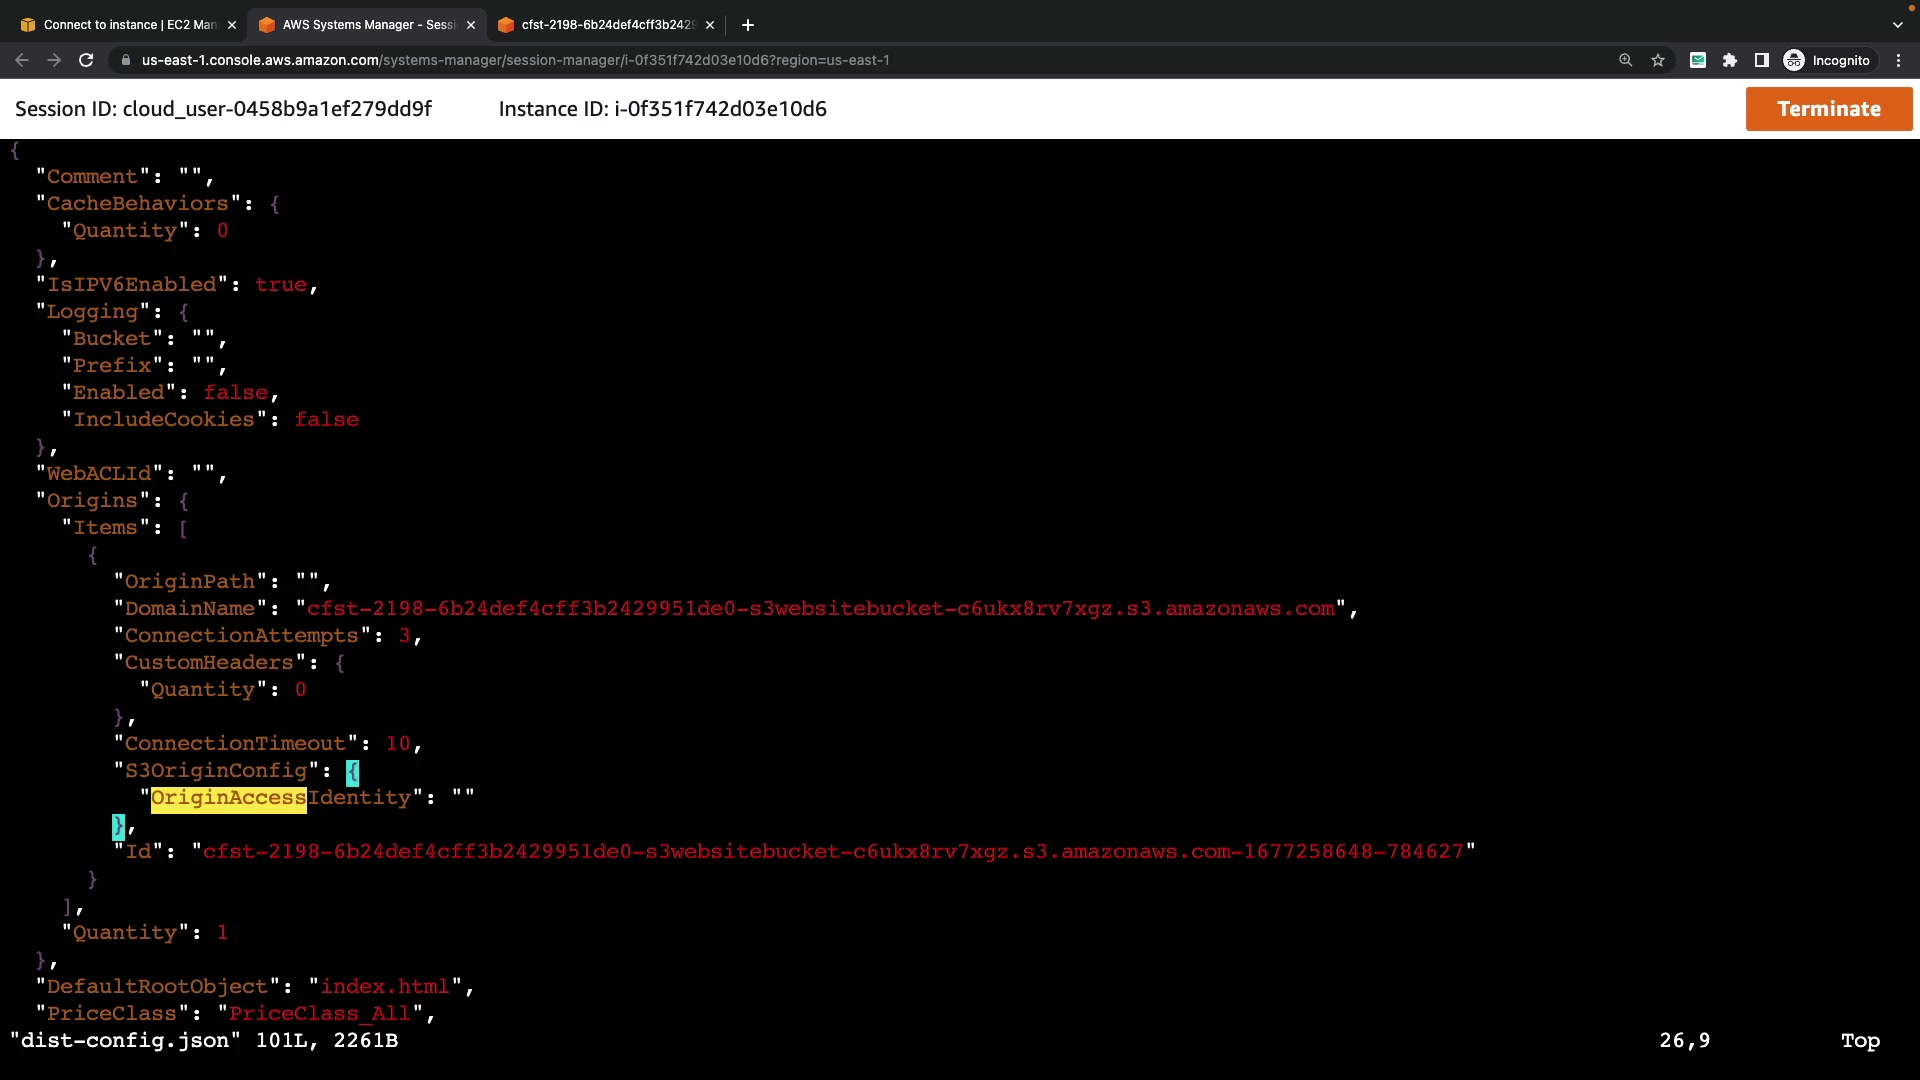 Connect to instance | EC2 Man
AWS Systems Manager - Sessi
cfst-2198-6b24def4cff3b2429
us-east-1.console.aws.amazon.com/systems-manager/session-manager/i-0f351f742d03e10d6?region=us-east-1
Incognito
Session ID: cloud_user-0458b9a1ef279dd9f
Instance ID: i-0f351f742d03e10d6
Terminate
{
"Comment": "",
"CacheBehaviors": {
"Quantity": 0
},
"IsIPV6Enabled": true,
"Logging": {
"Bucket": "",
"Prefix": "",
"Enabled": false,
"IncludeCookies": false
},
"WebACLId": "",
"Origins": {
"Items": [
{
"OriginPath": "",
"DomainName": "cfst-2198-6b24def4cff3b2429951de0-s3websitebucket-c6ukx8rv7xgz.s3.amazonaws.com",
"ConnectionAttempts": 3,
"CustomHeaders": {
"Quantity": 0
},
"ConnectionTimeout": 10,
"S3OriginConfig": {
"OriginAccessIdentity": ""
},
"Id": "cfst-2198-6b24def4cff3b2429951de0-s3websitebucket-c6ukx8rv7xgz.s3.amazonaws.com-1677258648-784627"
}
],
"Quantity": 1
},
"DefaultRootObject": "index.html",
"PriceClass": "PriceClass_All",
"dist-config.json" 101L, 2261B
26,9
Top